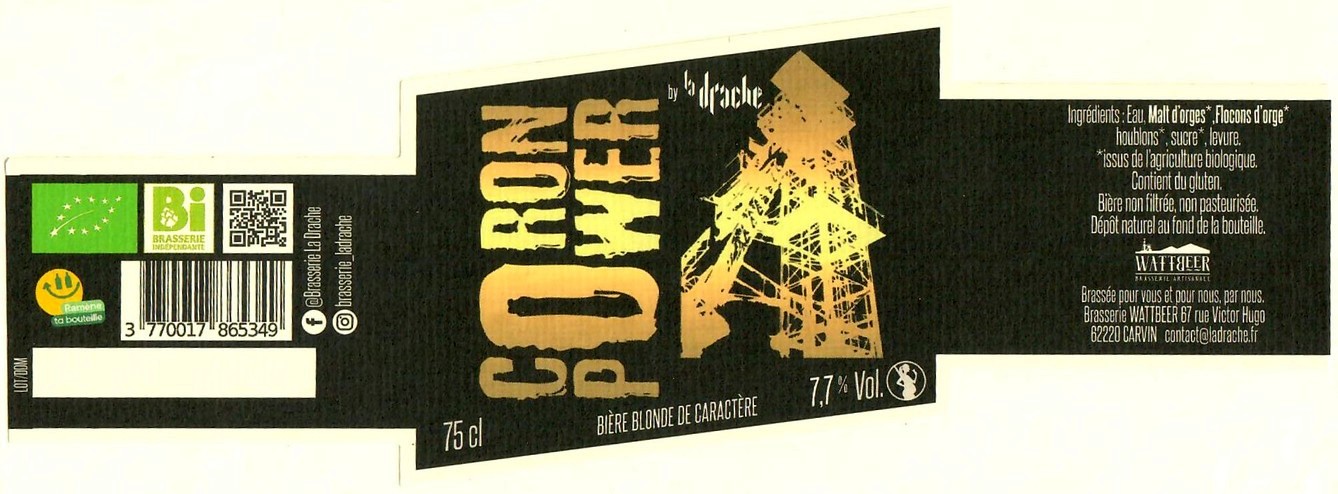 Bi
BRASSERIE
INDÉPENDANTE
Ramène
ta bouteille
3 770017 865349
LOT/DDM
@Brasserie La Drache
brasserie_ladrache
CORON
POWER
by la drache
75 cl
BIÈRE BLONDE DE CARACTÈRE
7,7% Vol.
Ingrédients : Eau, Malt d'orges*, Flocons d'orge*
houblons*, sucre*, levure.
*issus de l'agriculture biologique.
Contient du gluten.
Bière non filtrée, non pasteurisée.
Dépôt naturel au fond de la bouteille.
WATTBEER
BRASSERIE ARTISANALE
Brassée pour vous et pour nous, par nous.
Brasserie WATTBEER 67 rue Victor Hugo
62220 CARVIN contact@ladrache.fr